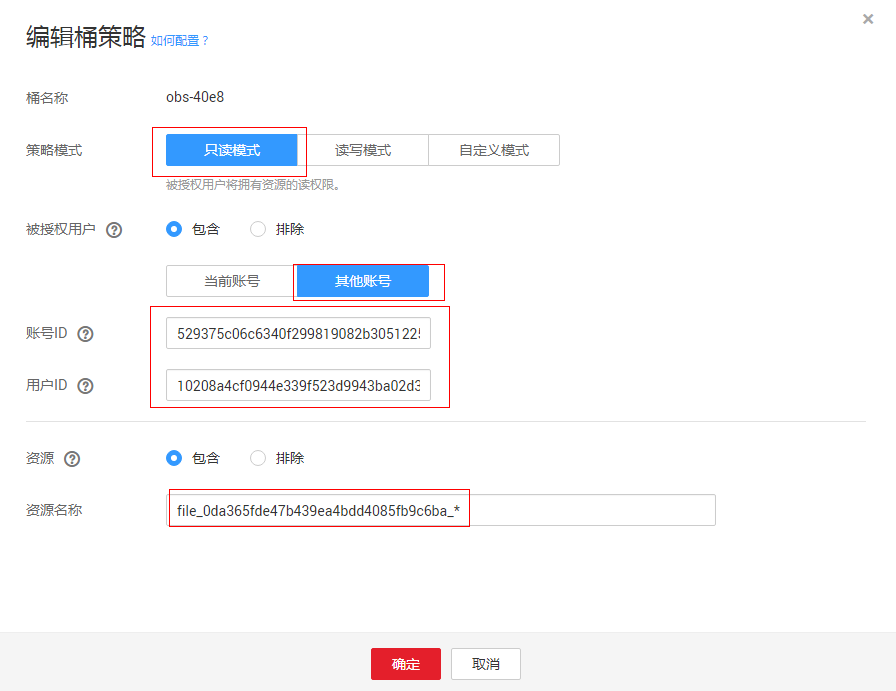 编辑桶策略 如何配置？
桶名称 obs-40e8
策略模式 只读模式 读写模式 自定义模式
被授权用户将拥有资源的读权限。
被授权用户 ? 包含 排除
当前账号 其他账号
账号ID ? 529375c06c6340f299819082b305122
用户ID ? 10208a4cf0944e339f523d9943ba02d3
资源 ? 包含 排除
资源名称 file_0da365fde47b439ea4bdd4085fb9c6ba_*
确定 取消